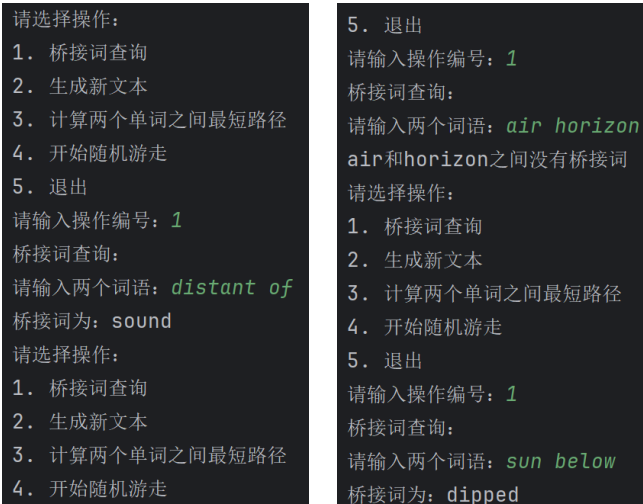 请选择操作:
1. 桥接词查询
2. 生成新文本
3. 计算两个单词之间最短路径
4. 开始随机游走
5. 退出
请输入操作编号: 1
桥接词查询:
请输入两个词语: distant of
桥接词为: sound
请选择操作:
1. 桥接词查询
2. 生成新文本
3. 计算两个单词之间最短路径
4. 开始随机游走
5. 退出
请输入操作编号: 1
桥接词查询:
请输入两个词语: air horizon
air和horizon之间没有桥接词
请选择操作:
1. 桥接词查询
2. 生成新文本
3. 计算两个单词之间最短路径
4. 开始随机游走
5. 退出
请输入操作编号: 1
桥接词查询:
请输入两个词语: sun below
桥接词为: dipped